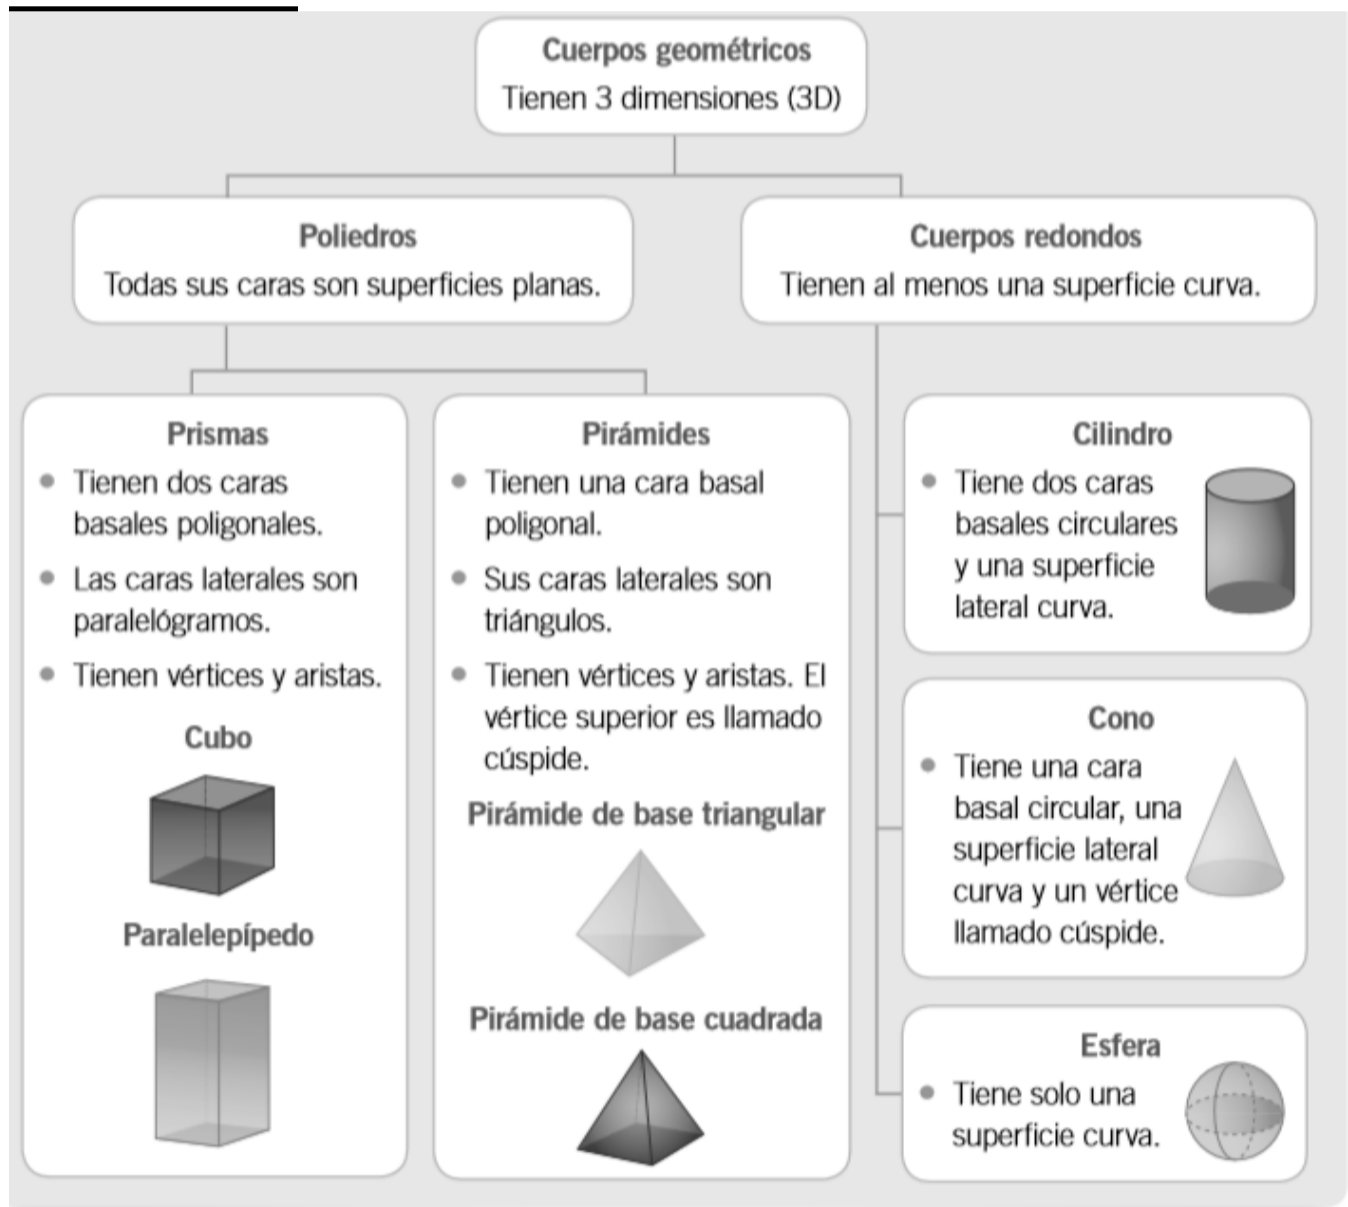 Cuerpos geométricos
Tienen 3 dimensiones (3D)
Poliedros
Todas sus caras son superficies planas.
Cuerpos redondos
Tienen al menos una superficie curva.
Prismas
• Tienen dos caras
basales poligonales.
• Las caras laterales son
paralelógramos.
• Tienen vértices y aristas.
Cubo
Paralelepípedo
Pirámides
• Tienen una cara basal
poligonal.
• Sus caras laterales son
triángulos.
• Tienen vértices y aristas. El
vértice superior es llamado
cúspide.
Pirámide de base triangular
Pirámide de base cuadrada
Cilindro
• Tiene dos caras
basales circulares
y una superficie
lateral curva.
Cono
• Tiene una cara
basal circular, una
superficie lateral
curva y un vértice
llamado cúspide.
Esfera
• Tiene solo una
superficie curva.